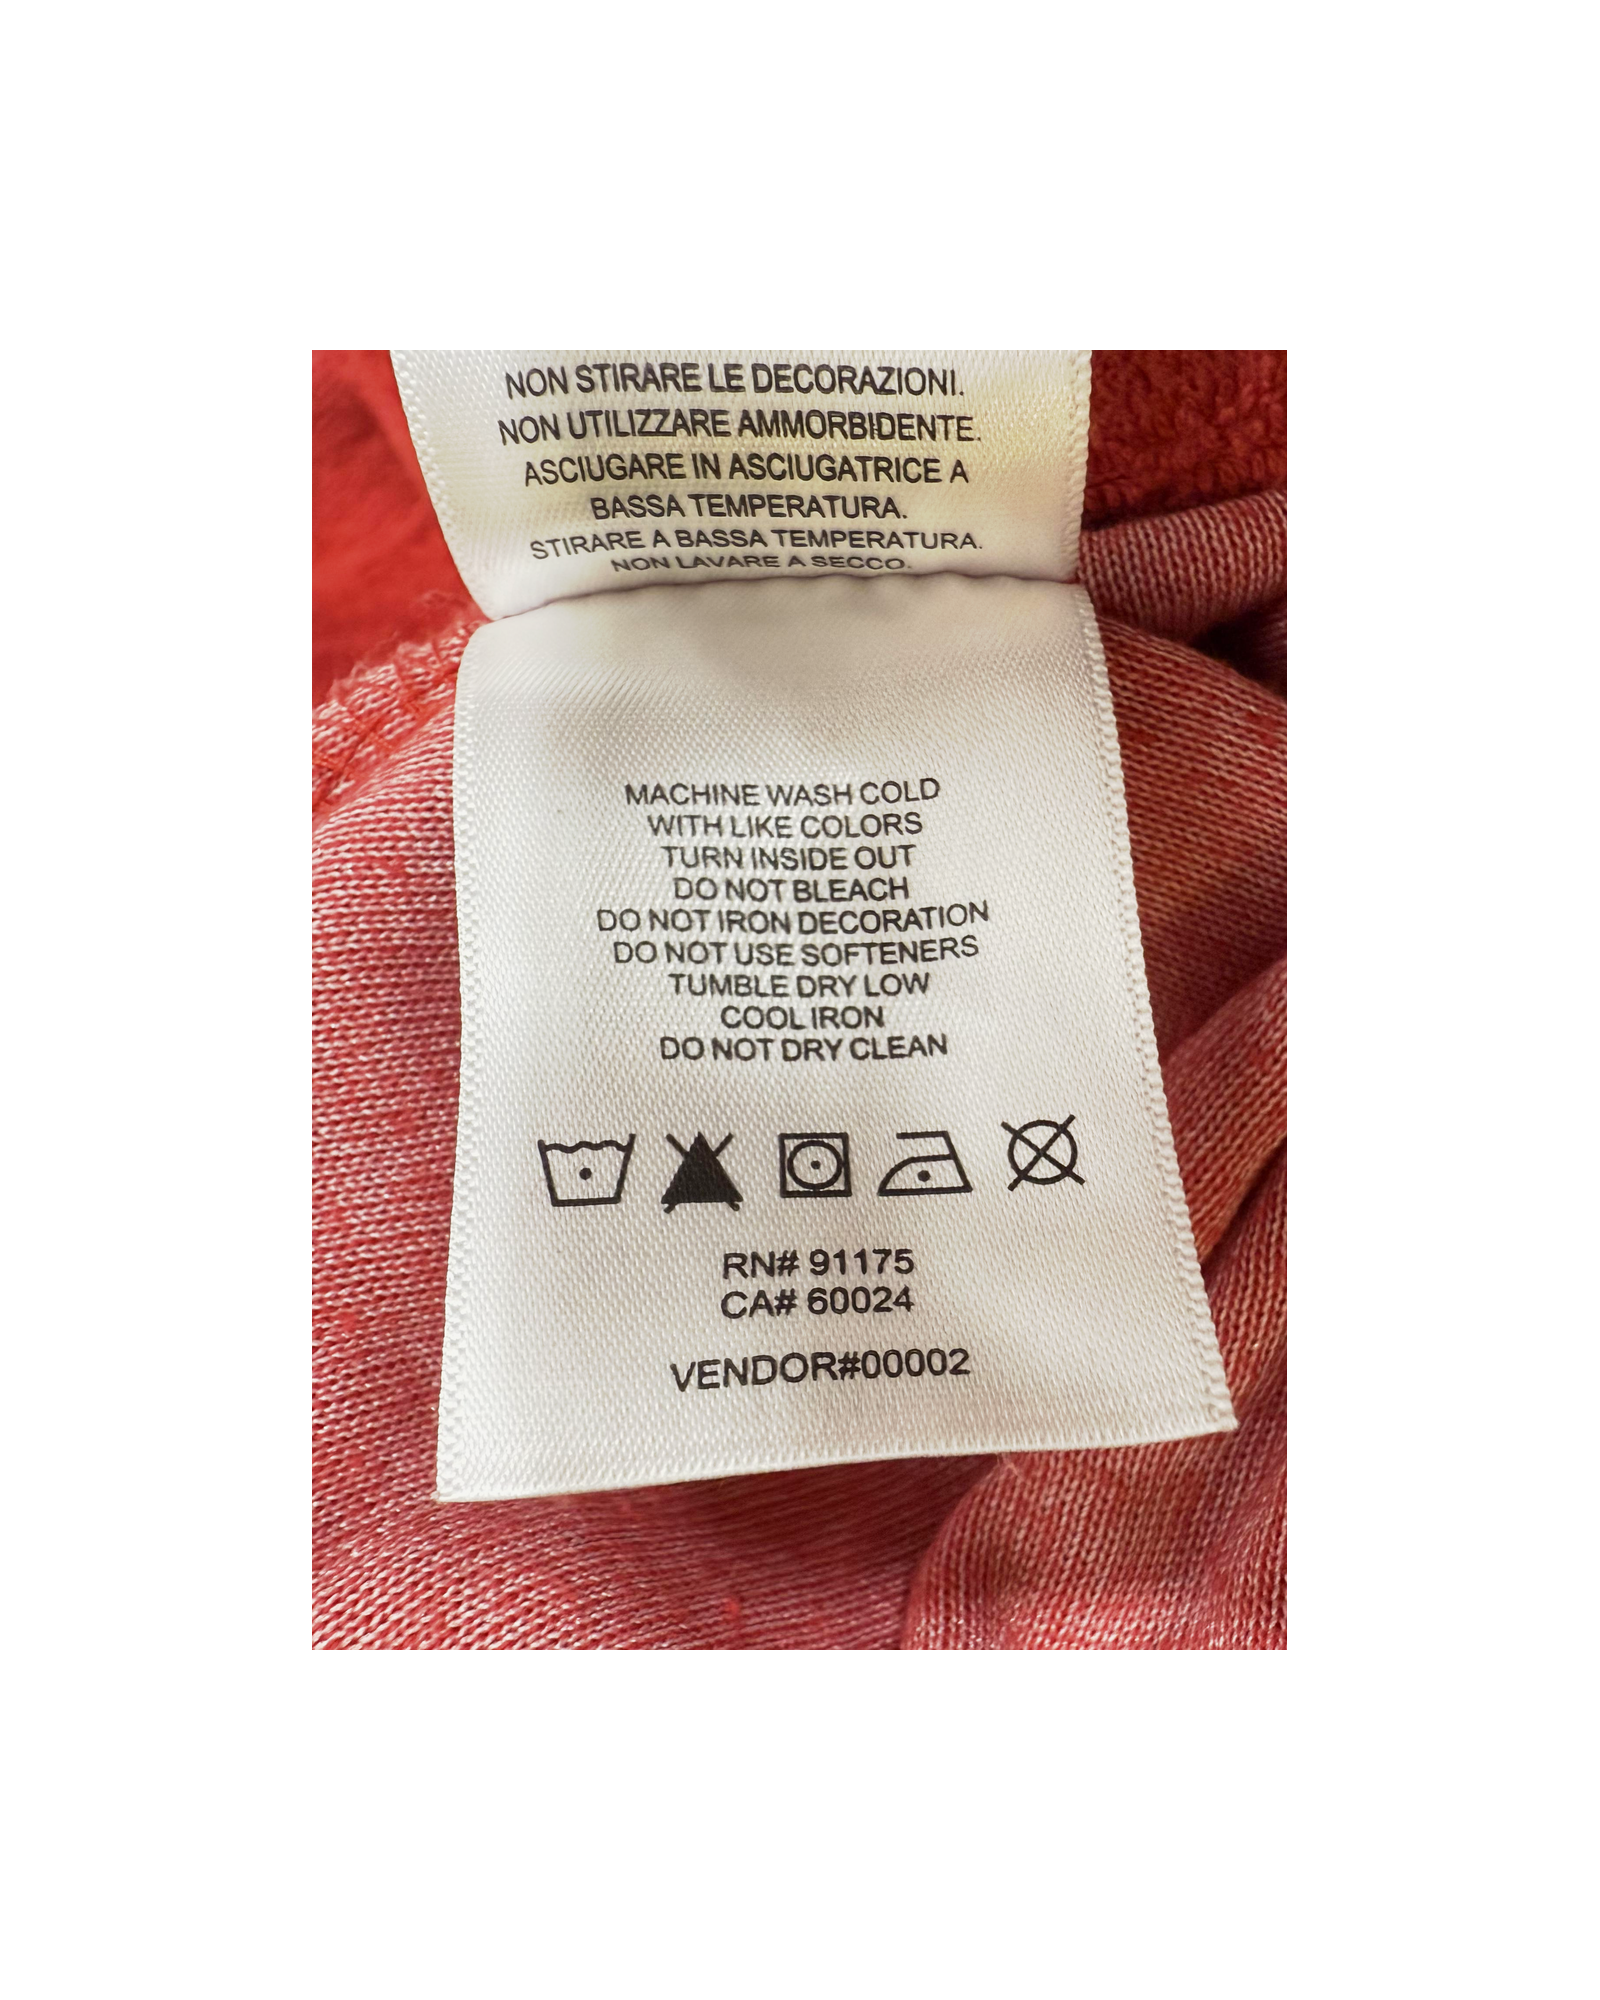 NON STIRARE LE DECORAZIONI.
NON UTILIZZARE AMMORBIDENTE.
ASCIUGARE IN ASCIUGATRICE A
BASSA TEMPERATURA.
STIRARE A BASSA TEMPERATURA.
NON LAVARE A SECCO.
MACHINE WASH COLD
WITH LIKE COLORS
TURN INSIDE OUT
DO NOT BLEACH
DO NOT IRON DECORATION
DO NOT USE SOFTENERS
TUMBLE DRY LOW
COOL IRON
DO NOT DRY CLEAN
RN# 91175
CA# 60024
VENDOR#00002